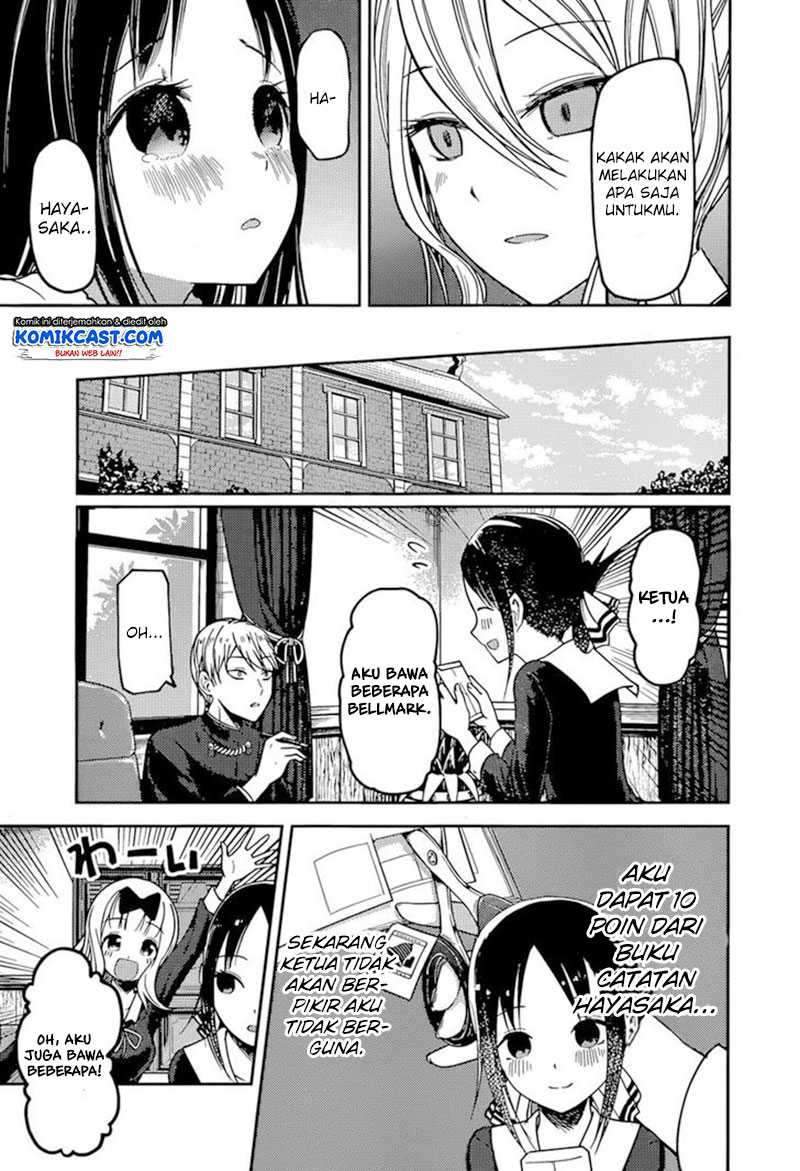 KAKAK AKAN
MELAKUKAN
APA SAJA
UNTUKMU.
HA-
HAYA-
SAKA..
Komik ini diterjemahkan & diedit oleh
KOMIKCAST.COM
BUKAN WEB LAIN!!
KETUA
...!
AKU BAWA
BEBERAPA
BELLMARK.
OH...
AKU
DAPAT 10
POIN DARI
BUKU
CATATAN
HAYASAKA...
SEKARANG
KETUA TIDAK
AKAN BER-
PIKIR AKU
TIDAK BER-
GUNA.
わーい
OH, AKU
JUGA BAWA
BEBERAPA!